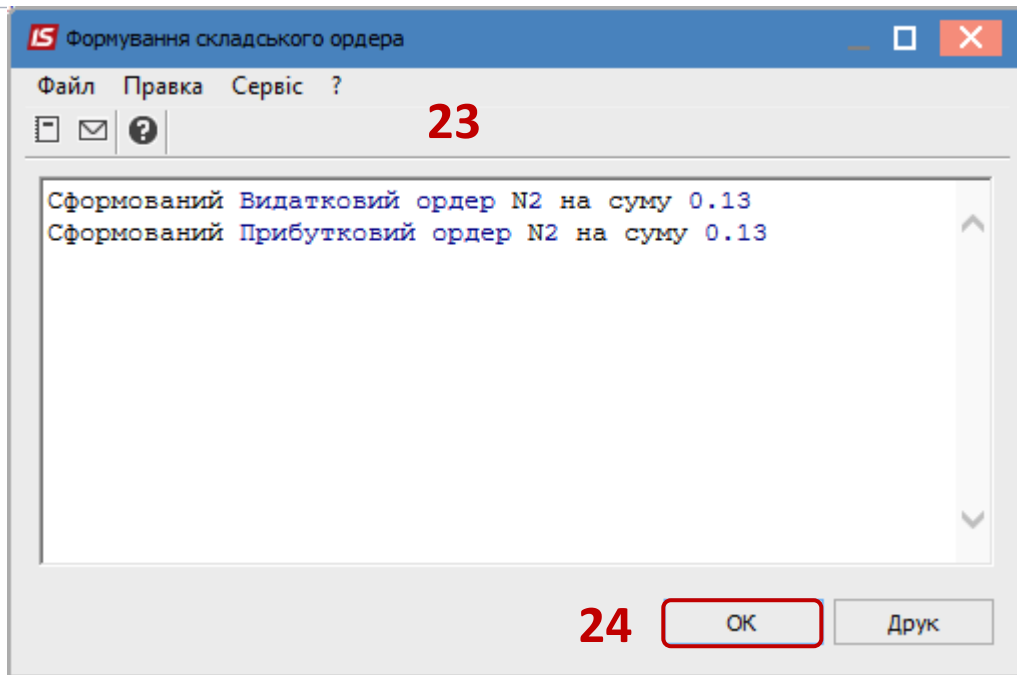 IS Формування складського ордера
Файл Правка Сервіс ?
23
Сформований Видатковий ордер N2 на суму 0.13
Сформований Прибутковий ордер N2 на суму 0.13
24 ОК Друк